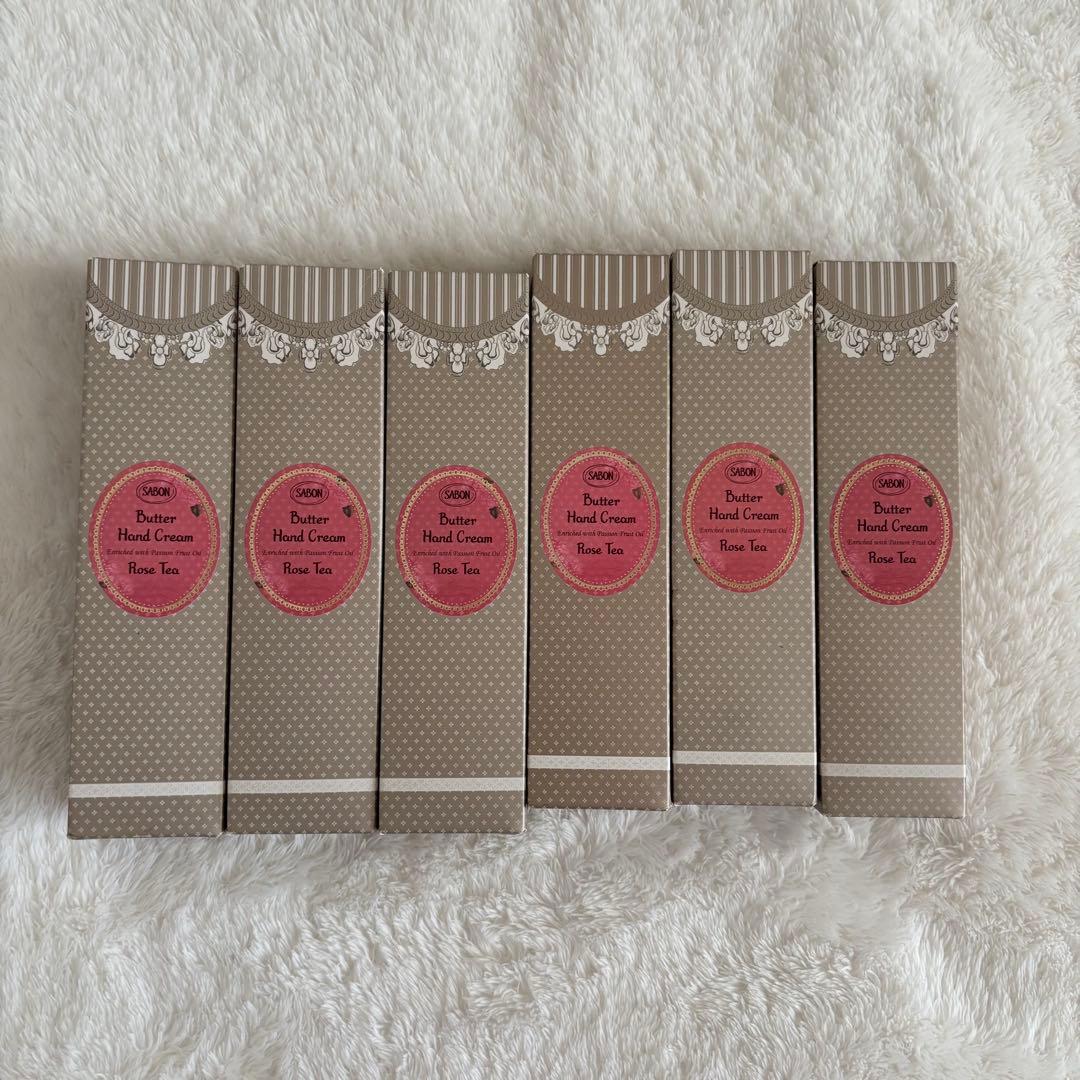 SABON
Butter
Hand Cream
Enriched with Passion Fruit Oil
Rose Tea
SABON
Butter
Hand Cream
Enriched with Passion Fruit Oil
Rose Tea
SABON
Butter
Hand Cream
Enriched with Passion Fruit Oil
Rose Tea
SABON
Butter
Hand Cream
Enriched with Passion Fruit Oil
Rose Tea
SABON
Butter
Hand Cream
Enriched with Passion Fruit Oil
Rose Tea
SABON
Butter
Hand Cream
Enriched with Passion Fruit Oil
Rose Tea